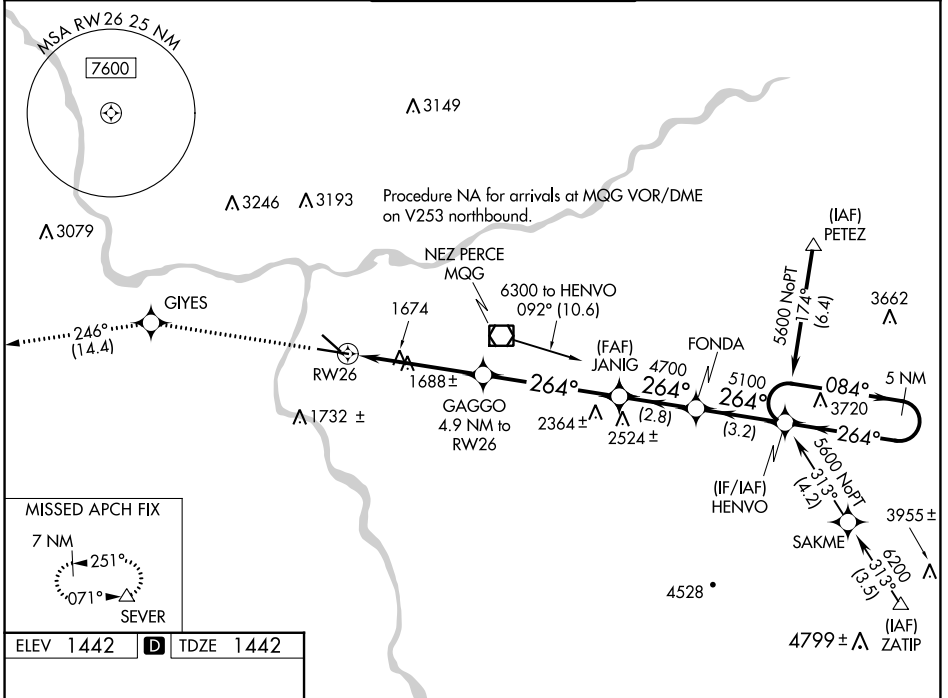 MSA RW26 25 NM
7600
3149
3246
3193
3079
Procedure NA for arrivals at MQG VOR/DME
on V253 northbound.
(IAF)
PETEZ
NEZ PERCE
MQG
6300 to HENVO
092° (10.6)
5600 NoPT
174°
(6.4)
3662
GIYES
246°
(14.4)
1674
RW26
1688±
1732 ±
GAGGO
4.9 NM to
RW26
264°
(FAF)
JANIG
4700
264°
(2.8)
2364±
2524±
FONDA
5100
264°
(3.2)
084°
5 NM
3720
264°
(IF/IAF)
HENVO
5600 NoPT
313°
(4.2)
SAKME
3955±
6200
313°
(3.5)
(IAF)
ZATIP
4528
4799±
MISSED APCH FIX
7 NM
251°
071°
SEVER
ELEV 1442 D TDZE 1442